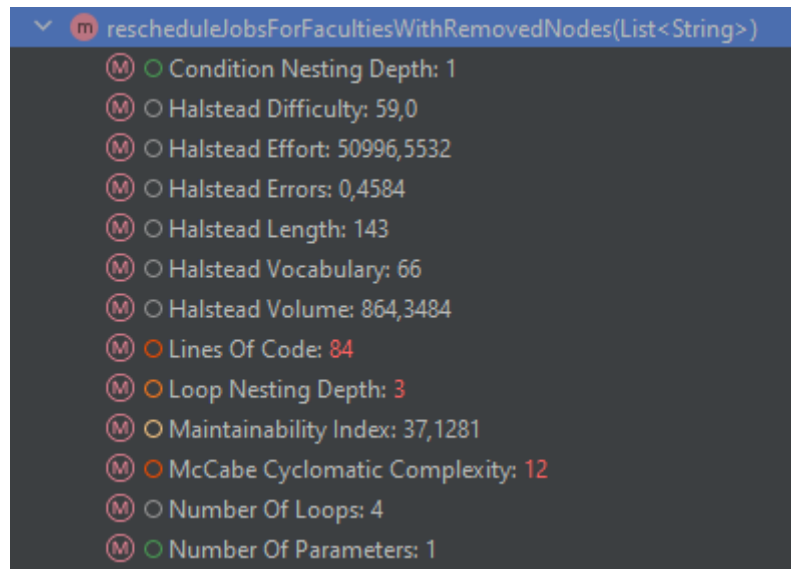 m rescheduleJobsForFacultiesWithRemovedNodes(List<String>)
M Condition Nesting Depth: 1
M Halstead Difficulty: 59,0
M Halstead Effort: 50996,5532
M Halstead Errors: 0,4584
M Halstead Length: 143
M Halstead Vocabulary: 66
M Halstead Volume: 864,3484
M Lines Of Code: 84
M Loop Nesting Depth: 3
M Maintainability Index: 37,1281
M McCabe Cyclomatic Complexity: 12
M Number Of Loops: 4
M Number Of Parameters: 1